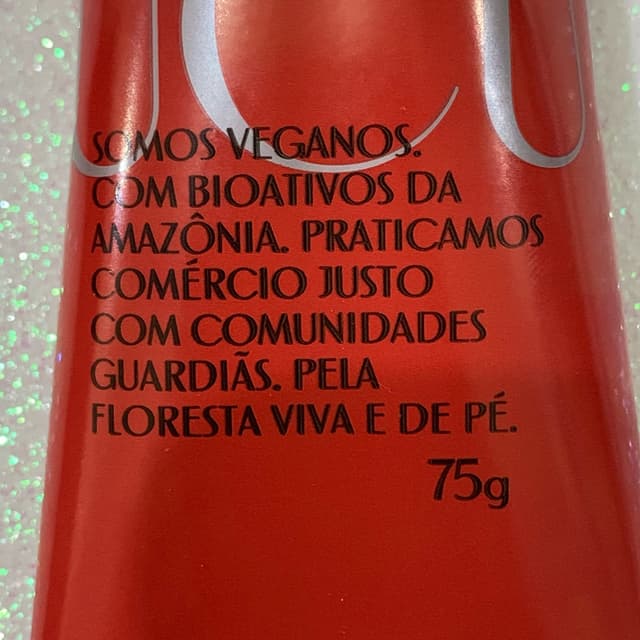 SOMOS VEGANOS.
COM BIOATIVOS DA
AMAZÔNIA. PRATICAMOS
COMÉRCIO JUSTO
COM COMUNIDADES
GUARDIÃS. PELA
FLORESTA VIVA E DE PÉ.
75g